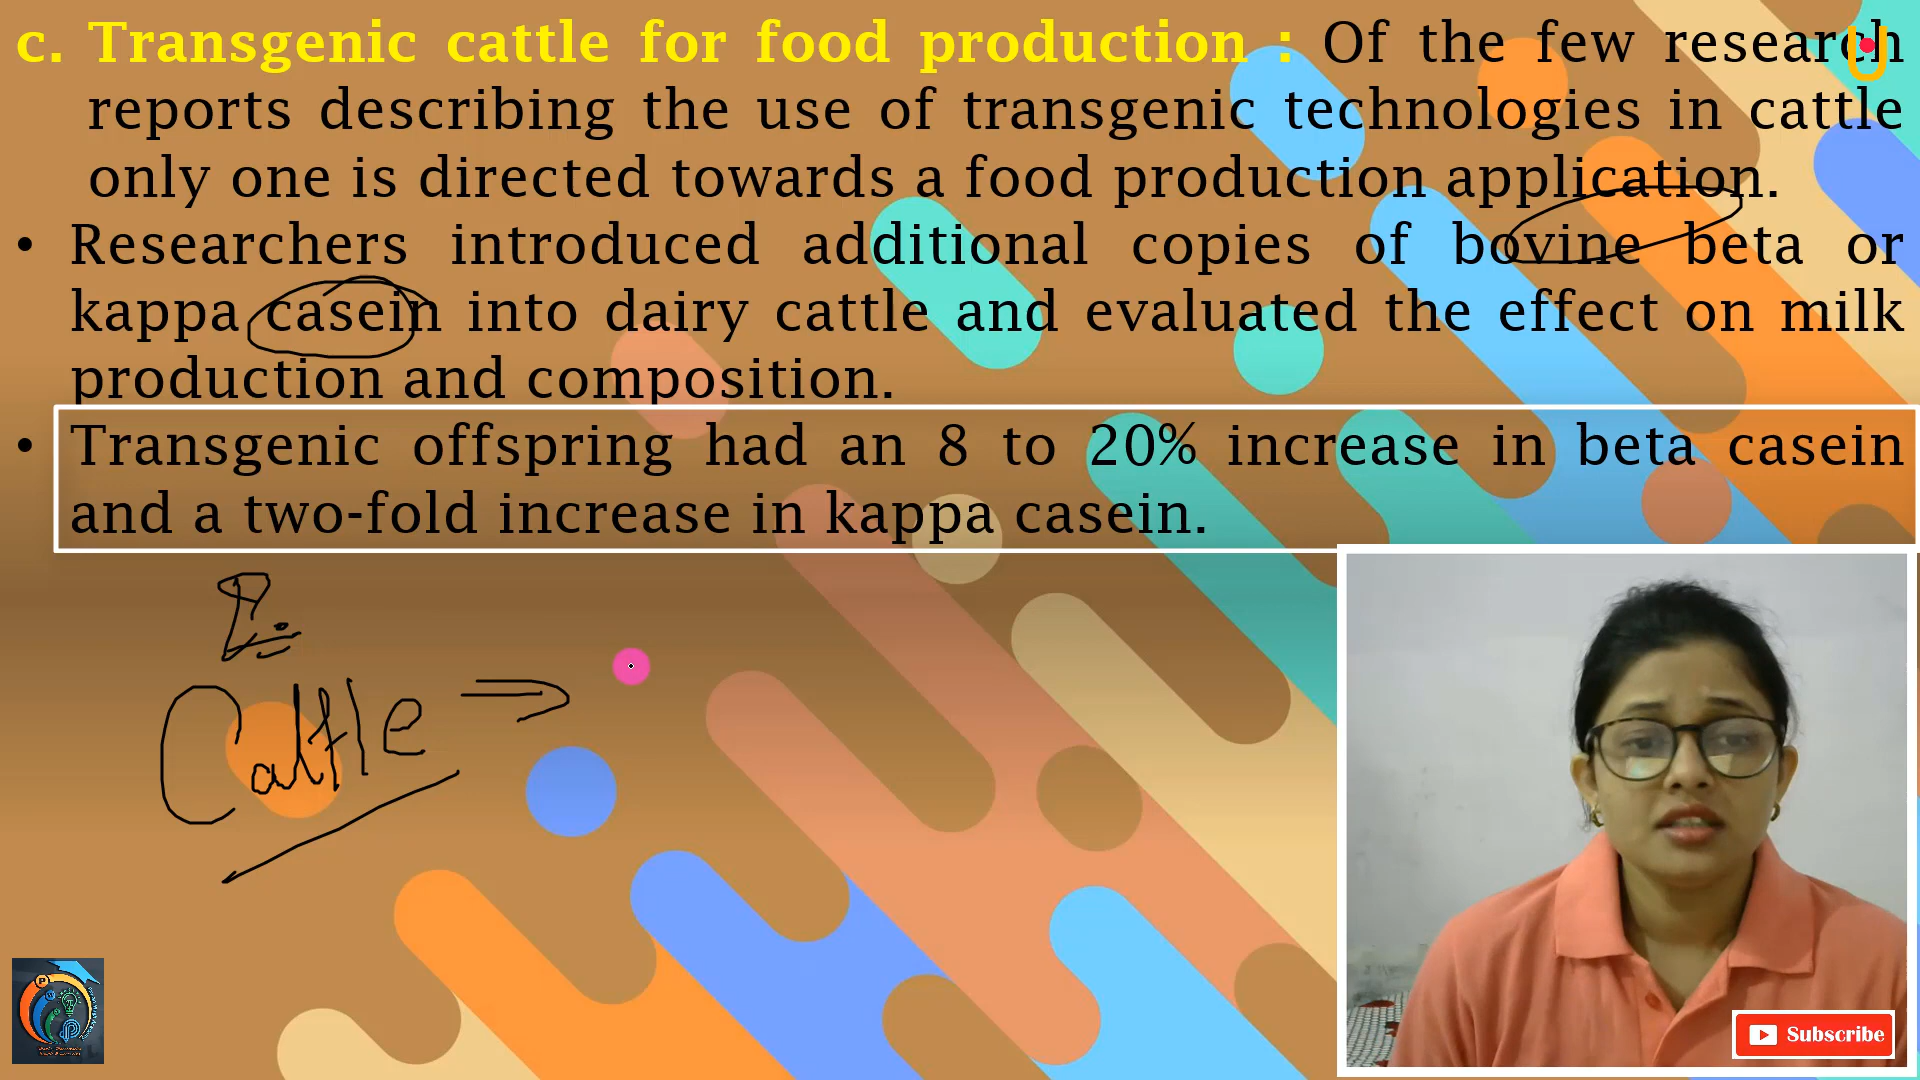 c. Transgenic cattle for food production : Of the few research
reports describing the use of transgenic technologies in cattle
only one is directed towards a food production application.
• Researchers introduced additional copies of bovine beta or
kappa casein into dairy cattle and evaluated the effect on milk
production and composition.
• Transgenic offspring had an 8 to 20% increase in beta casein
and a two-fold increase in kappa casein.
Cattle
Subscribe